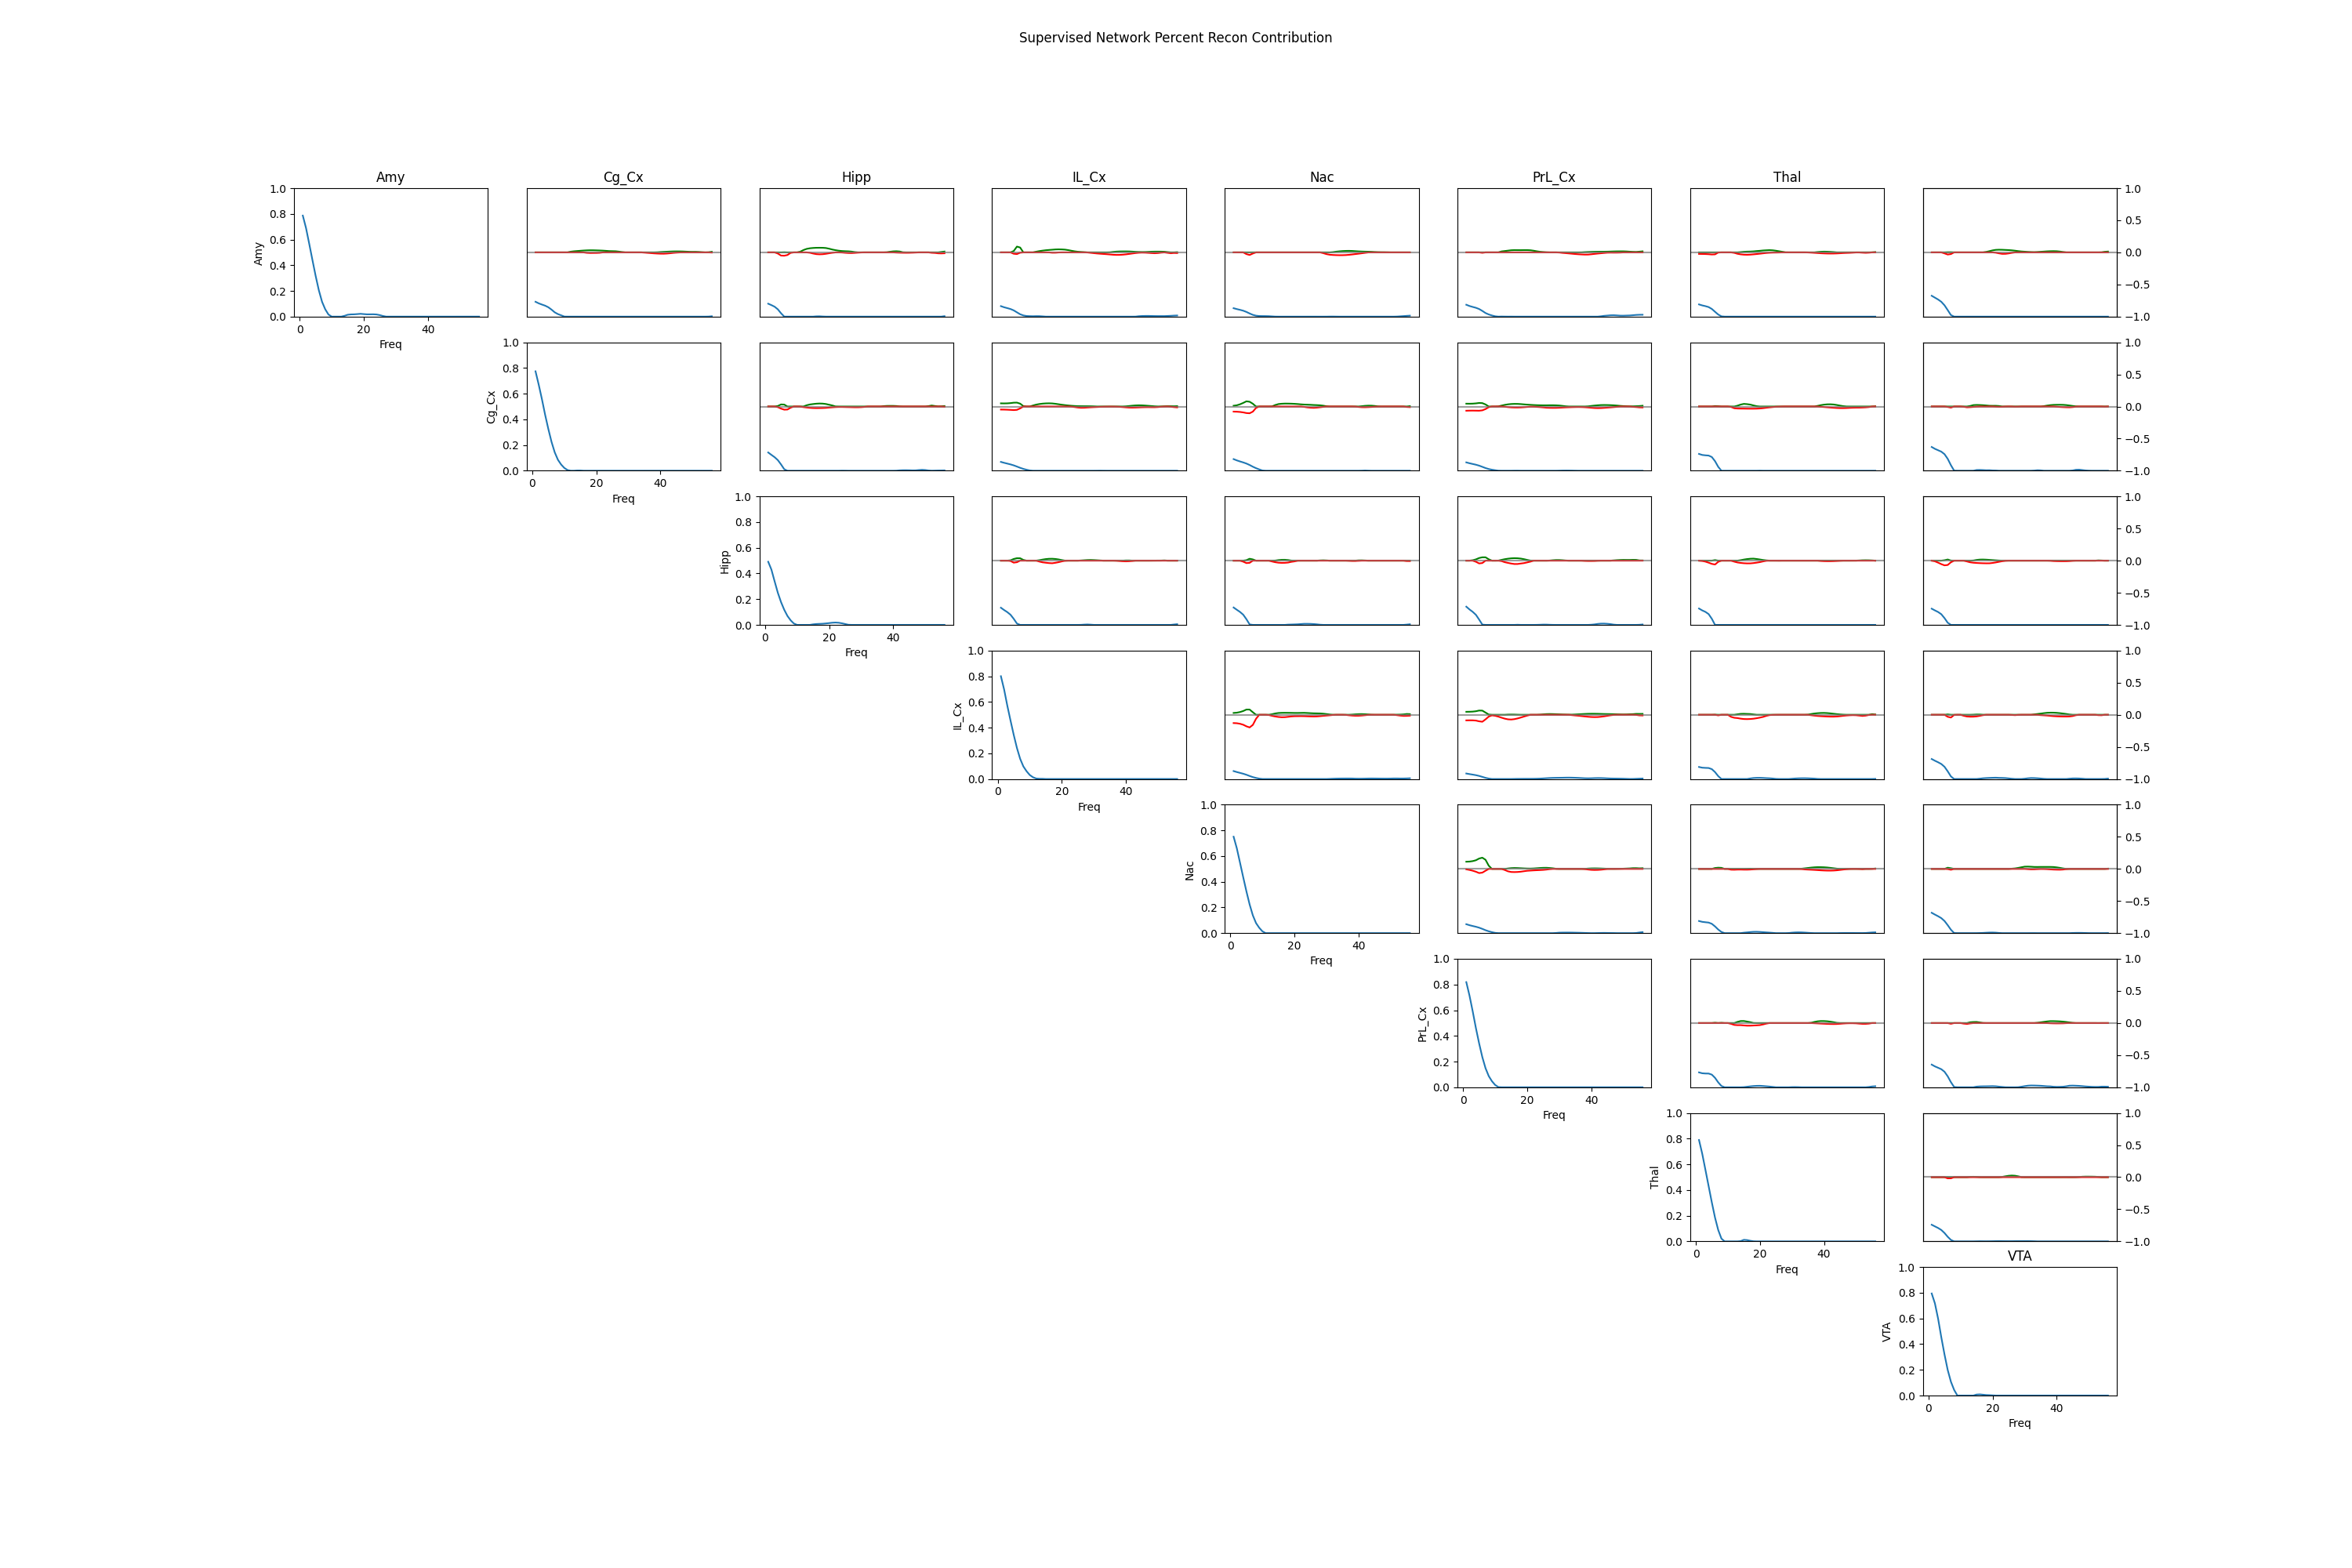 Supervised Network Percent Recon Contribution
Amy Cg_Cx Hipp IL_Cx Nac PrL_Cx Thal
1.0 0.8 0.6 0.4 0.2 0.0
Amy
0 20 40
Freq
1.0 0.5 0.0 −0.5 −1.0
1.0 0.8 0.6 0.4 0.2 0.0
Cg_Cx
0 20 40
Freq
1.0 0.5 0.0 −0.5 −1.0
1.0 0.8 0.6 0.4 0.2 0.0
Hipp
0 20 40
Freq
1.0 0.5 0.0 −0.5 −1.0
1.0 0.8 0.6 0.4 0.2 0.0
IL_Cx
0 20 40
Freq
1.0 0.5 0.0 −0.5 −1.0
1.0 0.8 0.6 0.4 0.2 0.0
Nac
0 20 40
Freq
1.0 0.5 0.0 −0.5 −1.0
1.0 0.8 0.6 0.4 0.2 0.0
PrL_Cx
0 20 40
Freq
1.0 0.5 0.0 −0.5 −1.0
1.0 0.8 0.6 0.4 0.2 0.0
Thal
0 20 40
Freq
1.0 0.5 0.0 −0.5 −1.0
VTA
1.0 0.8 0.6 0.4 0.2 0.0
VTA
0 20 40
Freq